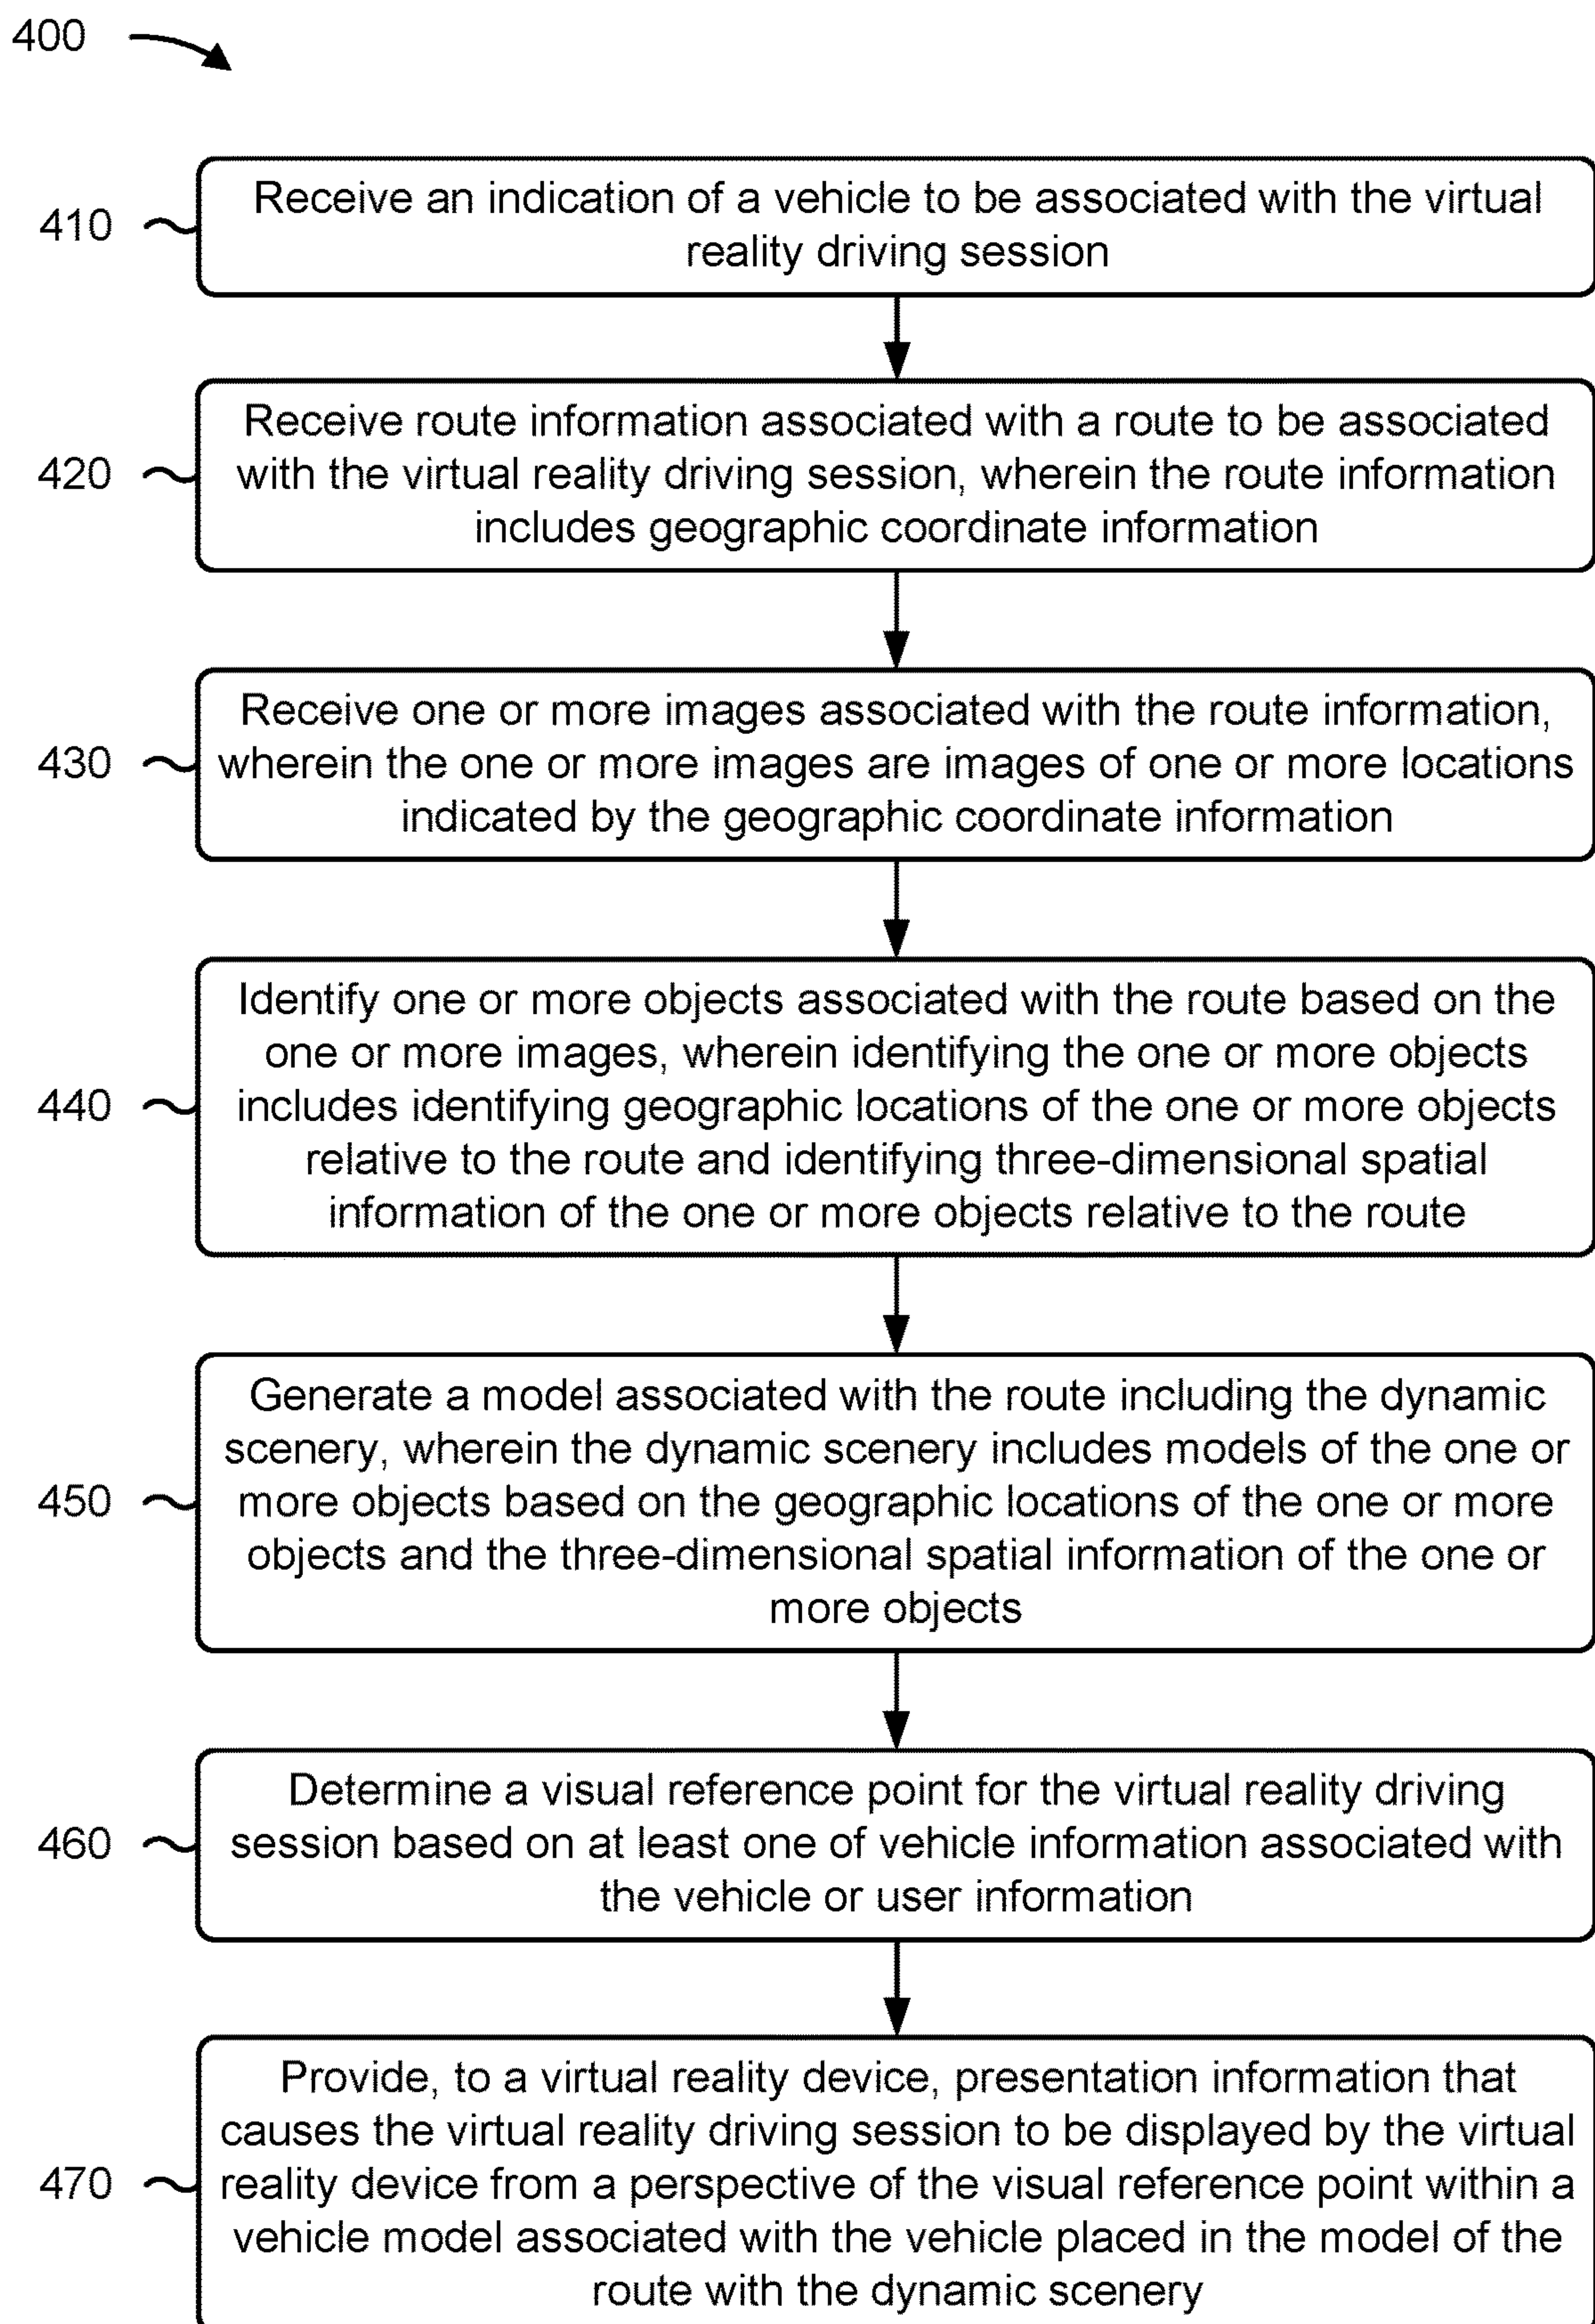 400
410
Receive an indication of a vehicle to be associated with the virtual
reality driving session
420
Receive route information associated with a route to be associated
with the virtual reality driving session, wherein the route information
includes geographic coordinate information
430
Receive one or more images associated with the route information,
wherein the one or more images are images of one or more locations
indicated by the geographic coordinate information
440
Identify one or more objects associated with the route based on the
one or more images, wherein identifying the one or more objects
includes identifying geographic locations of the one or more objects
relative to the route and identifying three-dimensional spatial
information of the one or more objects relative to the route
450
Generate a model associated with the route including the dynamic
scenery, wherein the dynamic scenery includes models of the one or
more objects based on the geographic locations of the one or more
objects and the three-dimensional spatial information of the one or
more objects
460
Determine a visual reference point for the virtual reality driving
session based on at least one of vehicle information associated with
the vehicle or user information
470
Provide, to a virtual reality device, presentation information that
causes the virtual reality driving session to be displayed by the virtual
reality device from a perspective of the visual reference point within a
vehicle model associated with the vehicle placed in the model of the
route with the dynamic scenery